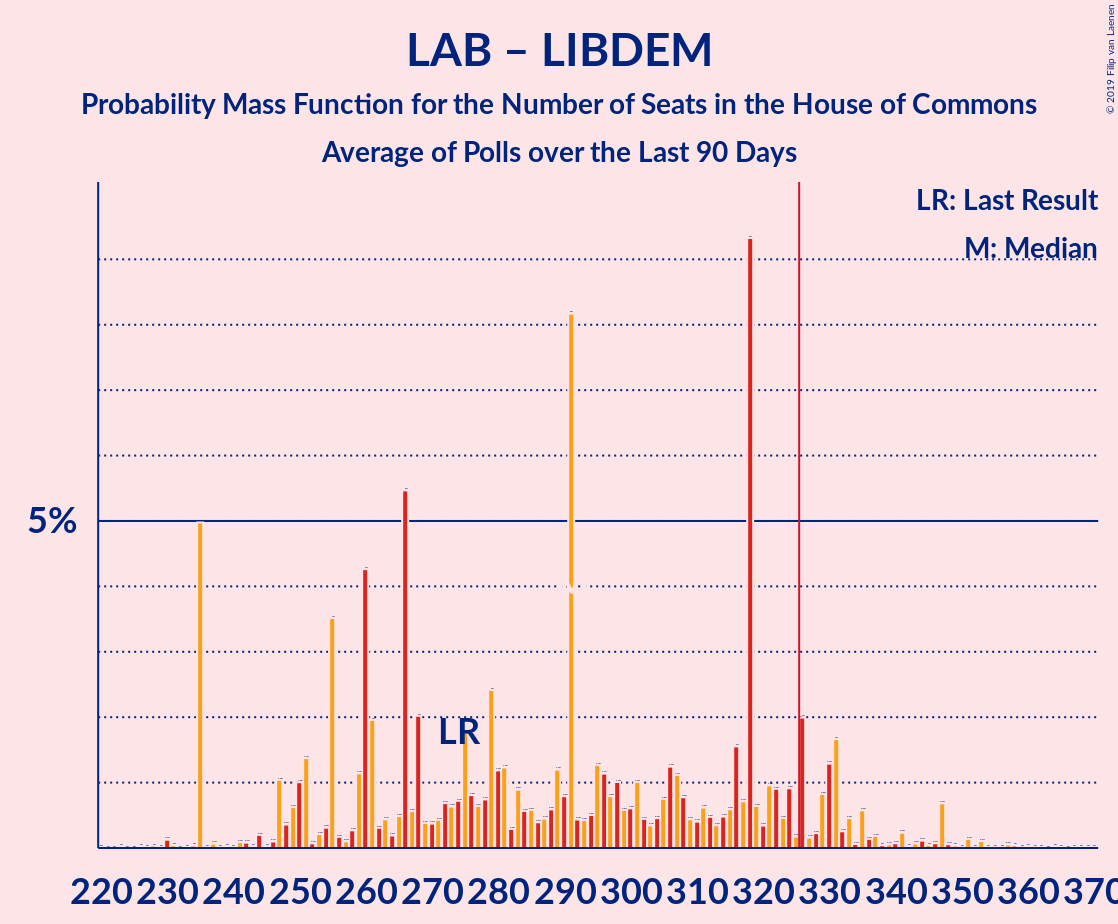 LAB – LIBDEM
Probability Mass Function for the Number of Seats in the House of Commons
Average of Polls over the Last 90 Days
© 2019 Filip van Laenen
LR: Last Result
M: Median
5%
LR
220 230 240 250 260 270 280 290 300 310 320 330 340 350 360 370